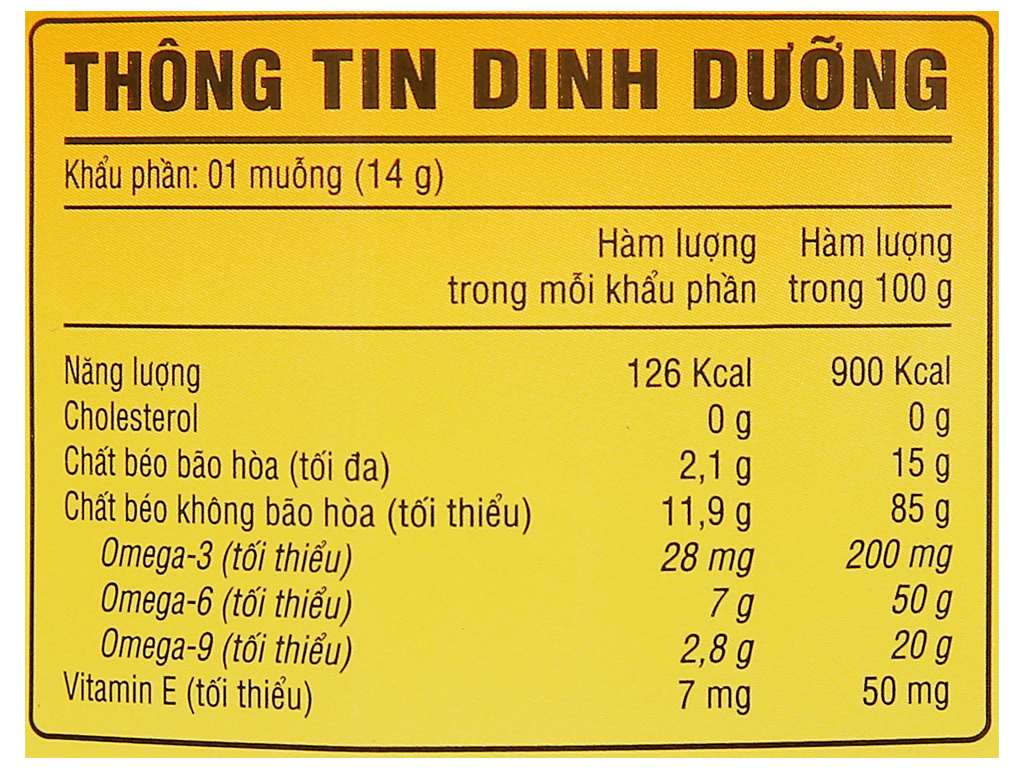 THÔNG TIN DINH DƯỠNG
Khẩu phần: 01 muỗng (14 g)
Hàm lượng Hàm lượng
trong mỗi khẩu phần trong 100 g
Năng lượng 126 Kcal 900 Kcal
Cholesterol 0 g 0 g
Chất béo bão hòa (tối đa) 2,1 g 15 g
Chất béo không bão hòa (tối thiểu) 11,9 g 85 g
Omega-3 (tối thiểu) 28 mg 200 mg
Omega-6 (tối thiểu) 7 g 50 g
Omega-9 (tối thiểu) 2,8 g 20 g
Vitamin E (tối thiểu) 7 mg 50 mg